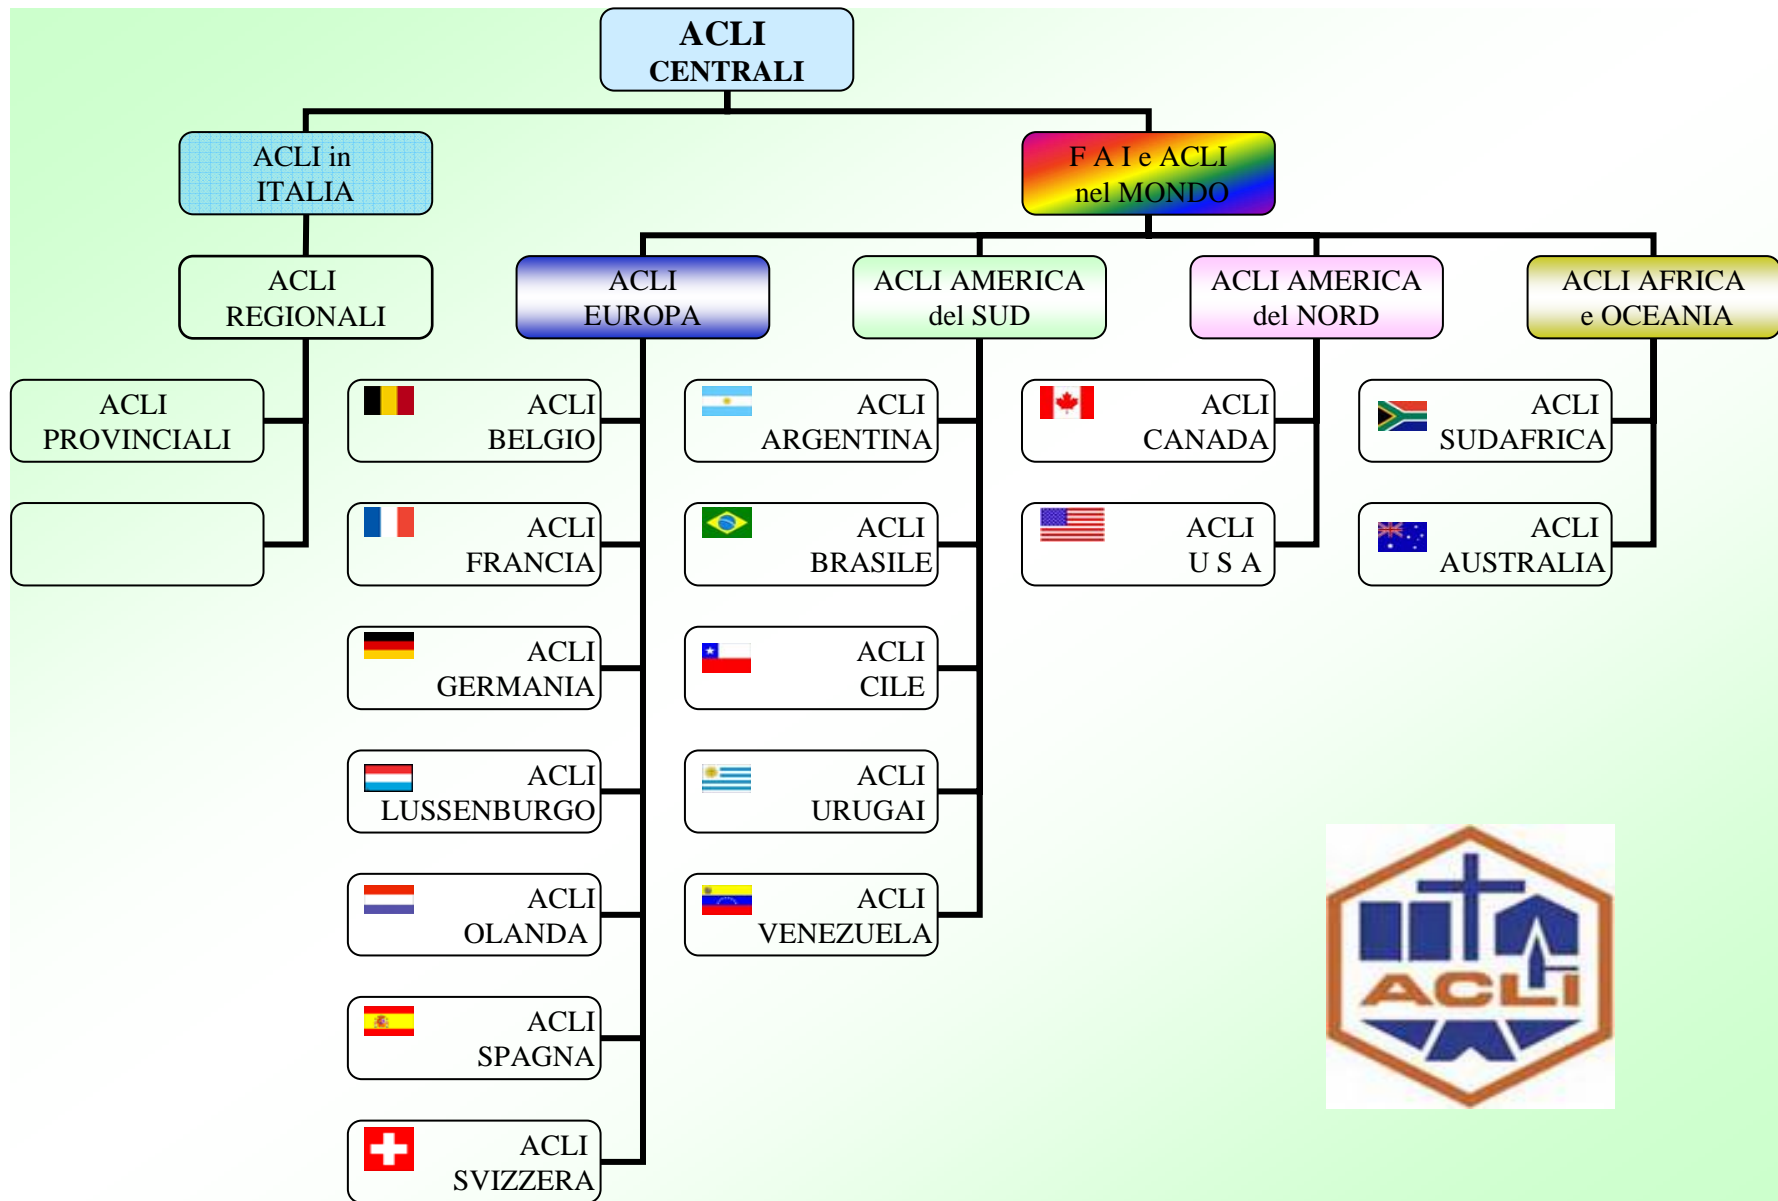 ACLI
CENTRALI
ACLI in
ITALIA
F A I e ACLI
nel MONDO
ACLI
REGIONALI
ACLI
EUROPA
ACLI AMERICA
del SUD
ACLI AMERICA
del NORD
ACLI AFRICA
e OCEANIA
ACLI
PROVINCIALI
ACLI
BELGIO
ACLI
FRANCIA
ACLI
GERMANIA
ACLI
LUSSENBURGO
ACLI
OLANDA
ACLI
SPAGNA
ACLI
SVIZZERA
ACLI
ARGENTINA
ACLI
BRASILE
ACLI
CILE
ACLI
URUGAI
ACLI
VENEZUELA
ACLI
CANADA
ACLI
U S A
ACLI
SUDAFRICA
ACLI
AUSTRALIA
ACLI